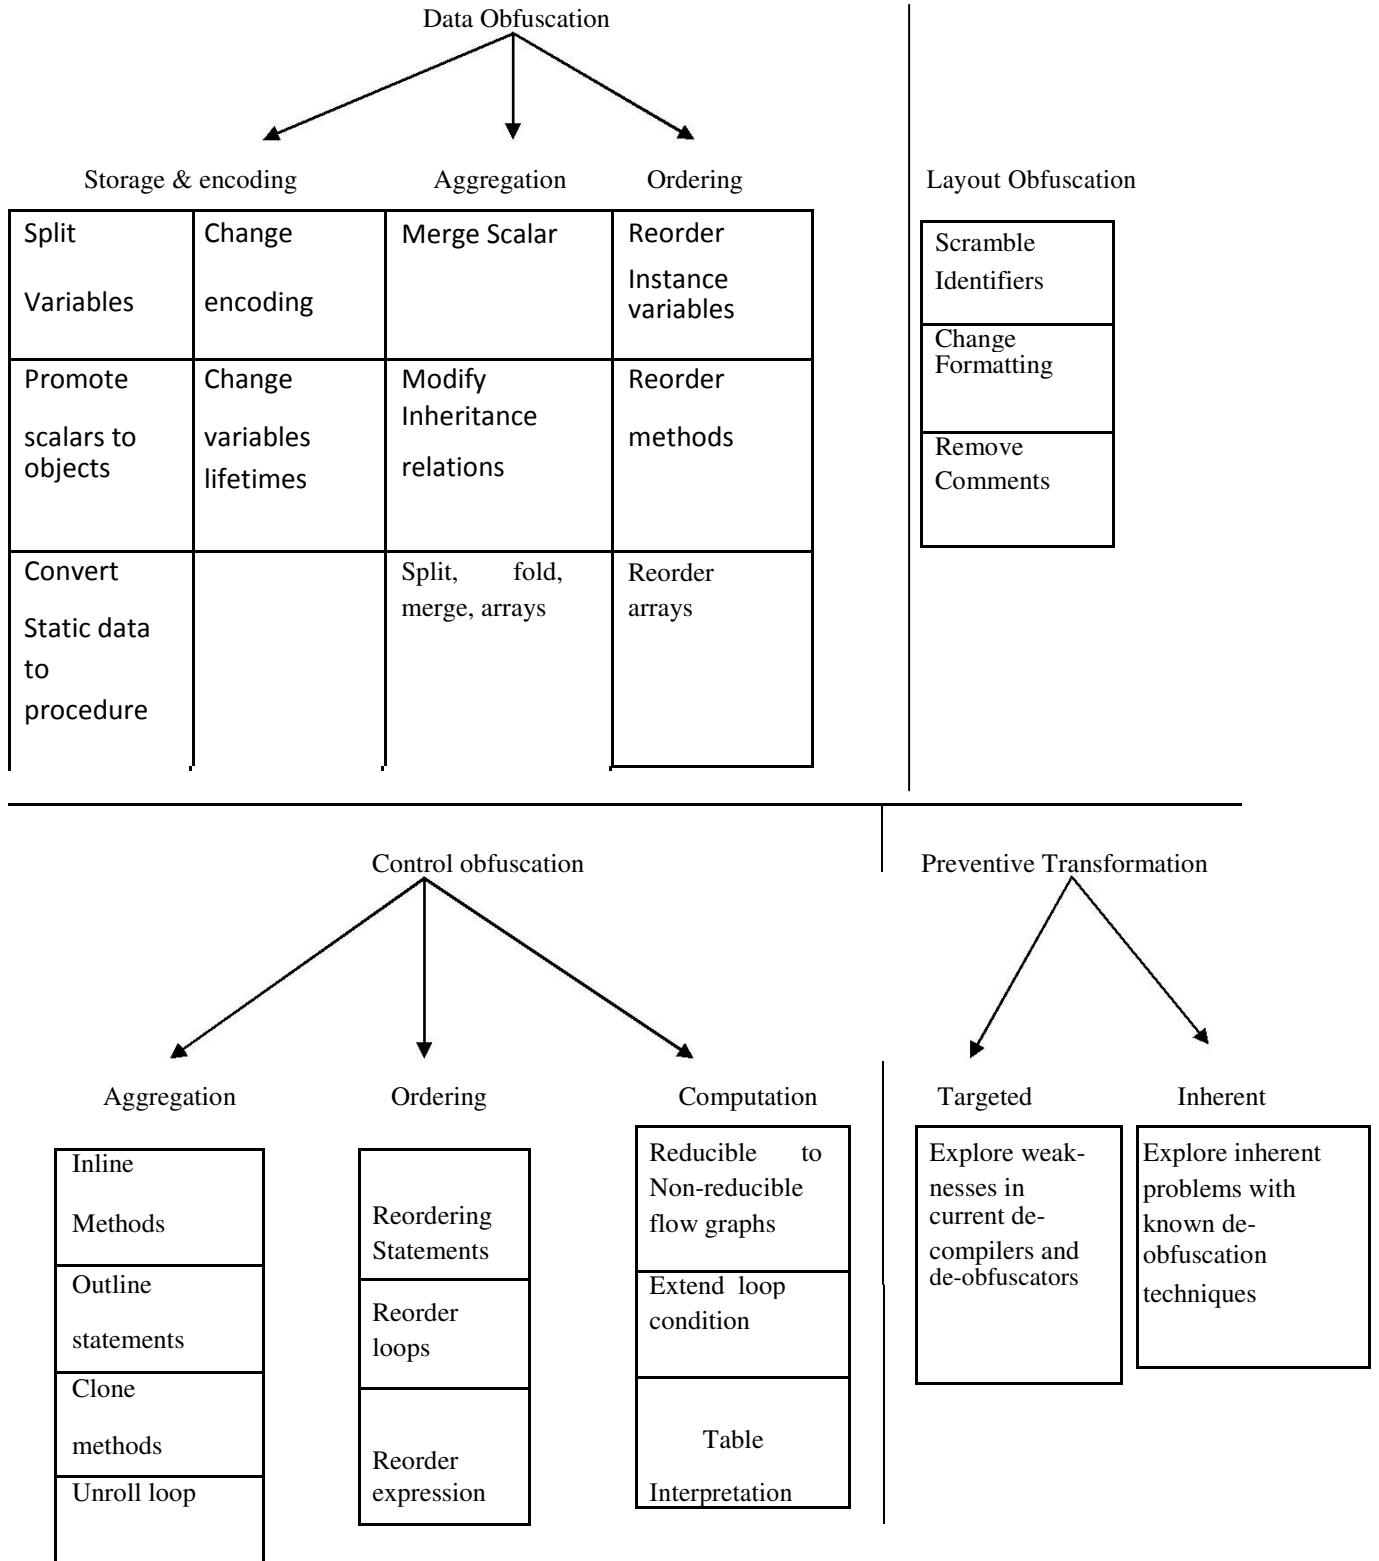 Data Obfuscation
Storage & encoding
Aggregation
Ordering
Split
Variables
Change
encoding
Merge Scalar
Reorder
Instance
variables
Promote
scalars to
objects
Change
variables
lifetimes
Modify
Inheritance
relations
Reorder
methods
Convert
Static data
to
procedure
Split, fold,
merge, arrays
Reorder
arrays
Layout Obfuscation
Scramble
Identifiers
Change
Formatting
Remove
Comments
Control obfuscation
Aggregation
Ordering
Computation
Inline
Methods
Outline
statements
Clone
methods
Unroll loop
Reordering
Statements
Reorder
loops
Reorder
expression
Reducible to
Non-reducible
flow graphs
Extend loop
condition
Table
Interpretation
Preventive Transformation
Targeted
Inherent
Explore weak-
nesses in
current de-
compilers and
de-obfuscators
Explore inherent
problems with
known de-
obfuscation
techniques